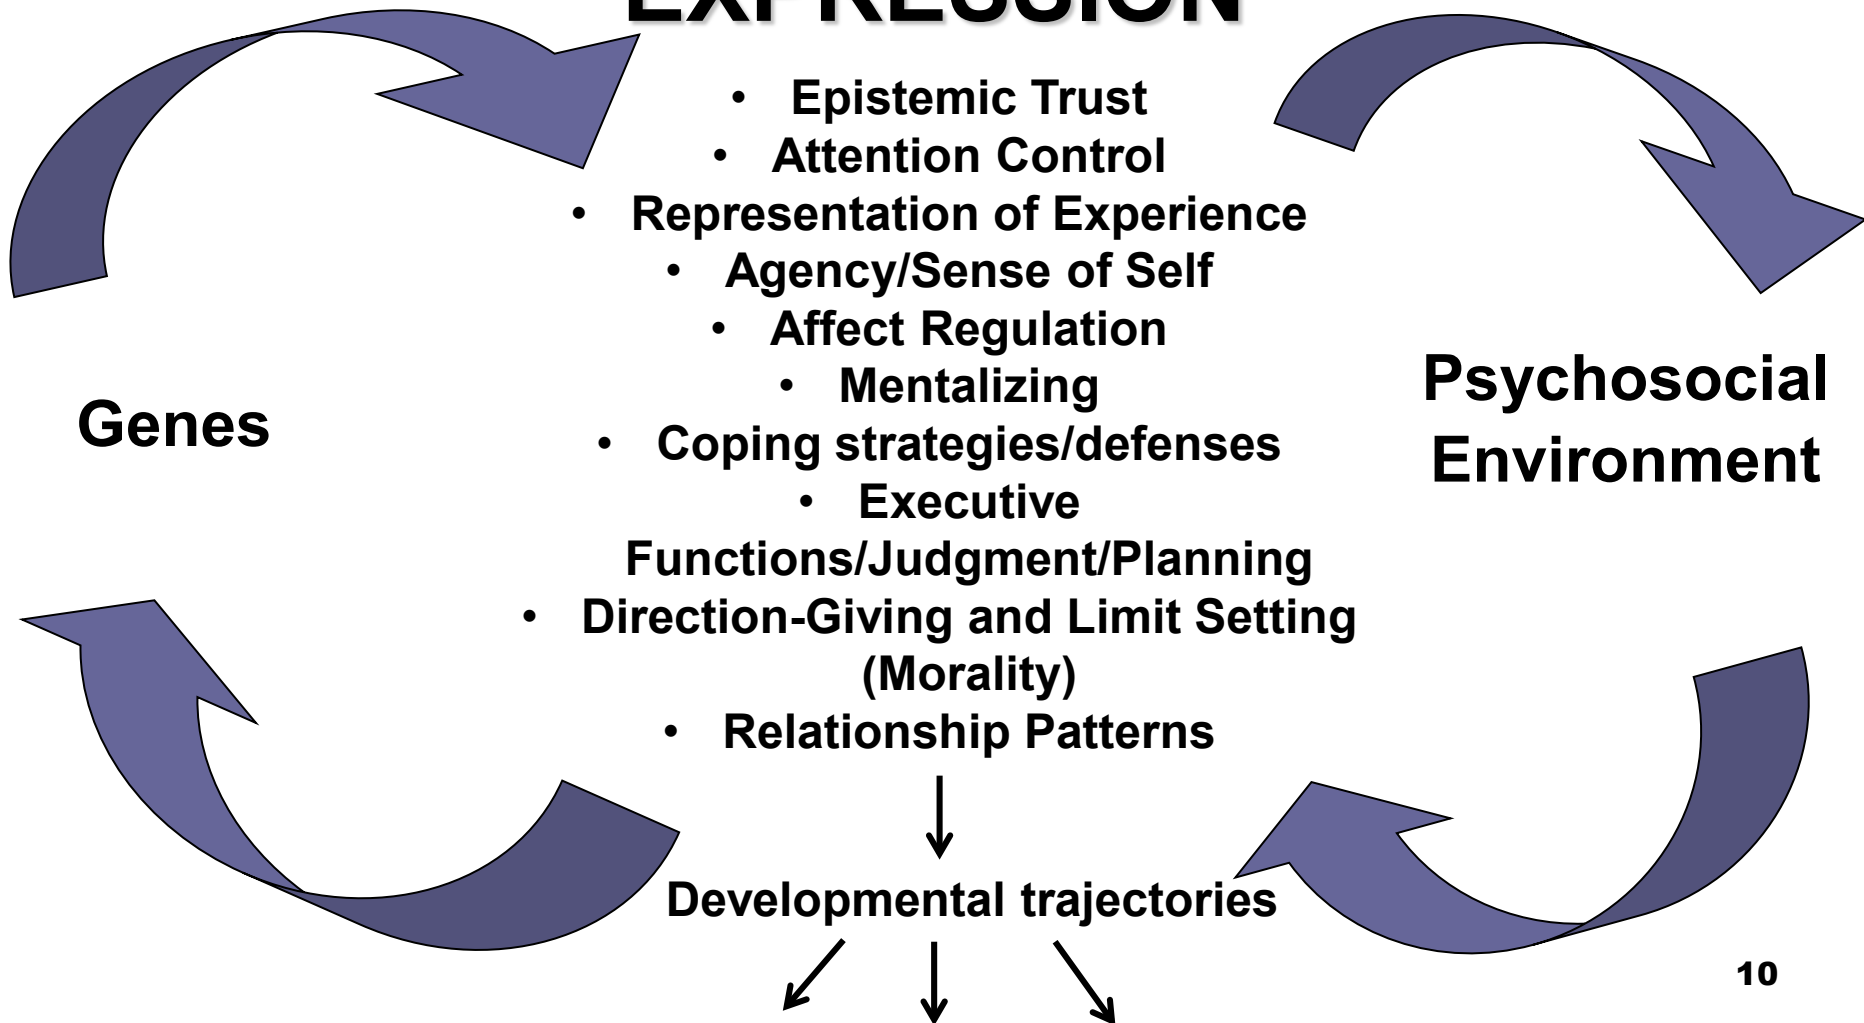 EXPRESSION
• Epistemic Trust
• Attention Control
• Representation of Experience
• Agency/Sense of Self
• Affect Regulation
• Mentalizing
• Coping strategies/defenses
• Executive
Functions/Judgment/Planning
• Direction-Giving and Limit Setting
(Morality)
• Relationship Patterns
Genes
Psychosocial
Environment
Developmental trajectories
10